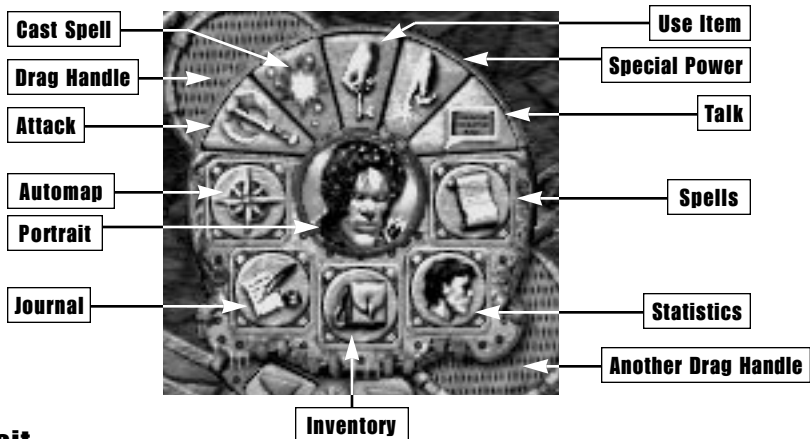 Cast Spell
Use Item
Drag Handle
Special Power
Attack
Talk
Automap
Spells
Portrait
Journal
Statistics
Another Drag Handle
Inventory